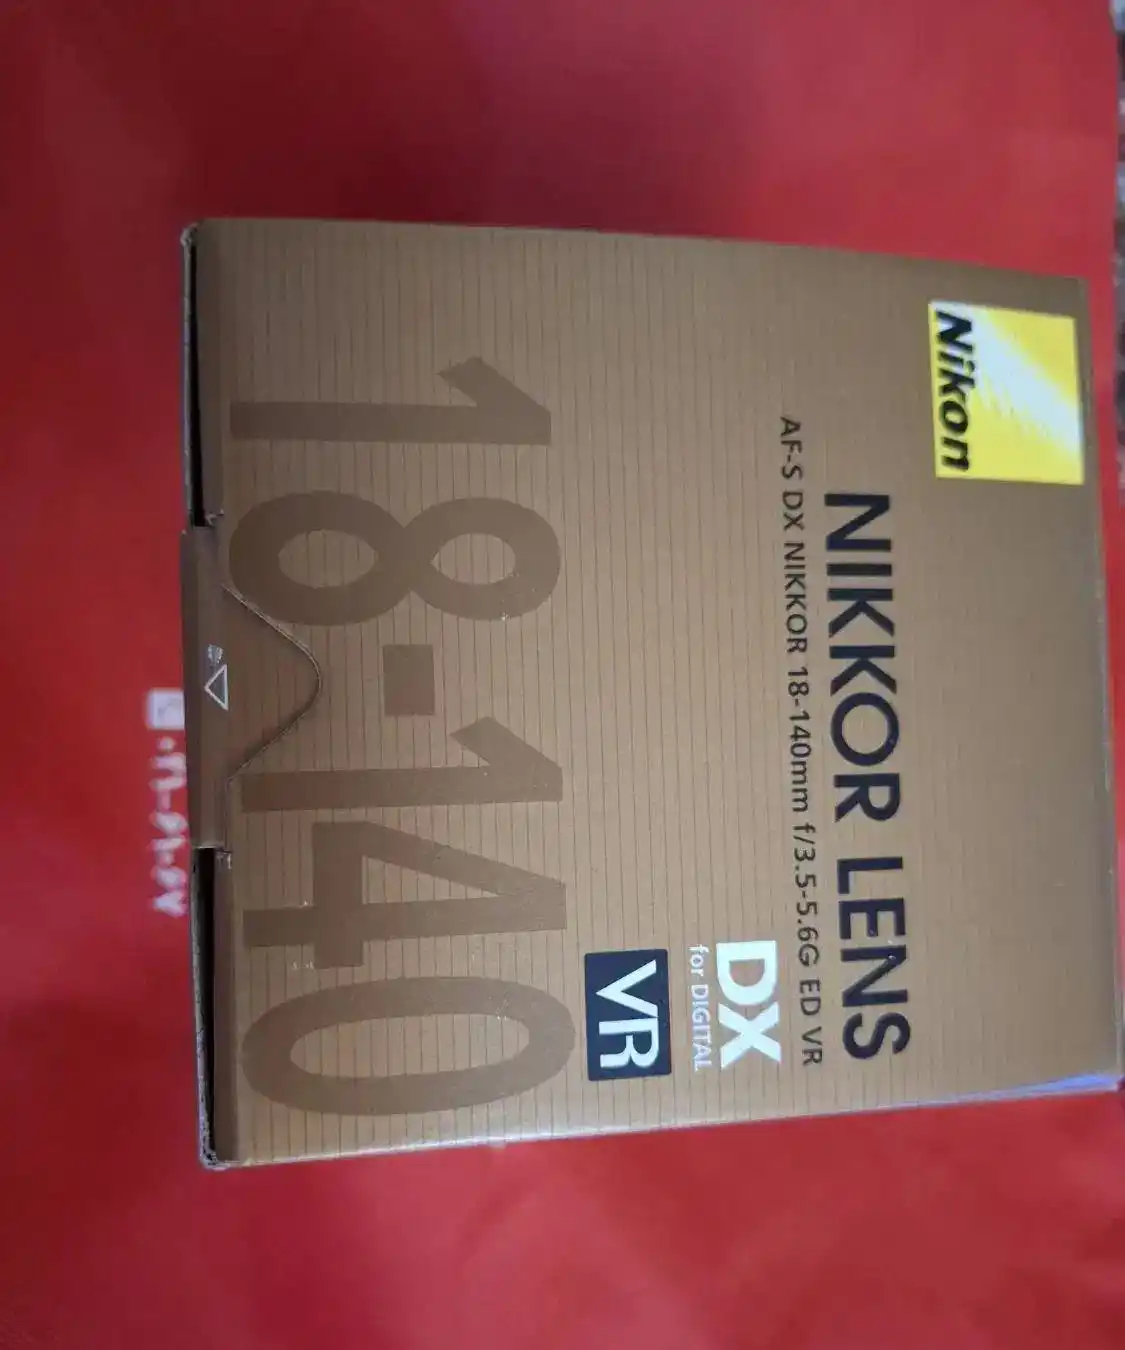 Nikon
NIKKOR LENS
AF-S DX NIKKOR 18-140mm f/3.5-5.6G ED VR
DX
for DIGITAL
VR
18-140